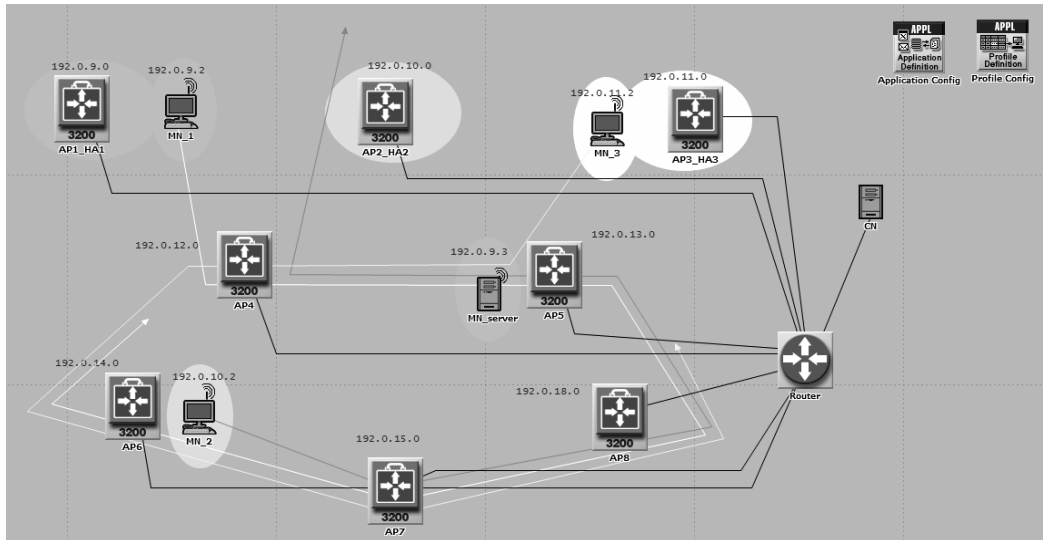 APPL
Application
Definition
Application Config
APPL
Profile
Definition
Profile Config
192.0.9.0
3200
AP1_HA1
192.0.9.2
MN_1
192.0.10.0
3200
AP2_HA2
192.0.11.2
MN_3
192.0.11.0
3200
AP3_HA3
CN
192.0.12.0
3200
AP4
192.0.9.3
MN_server
192.0.13.0
3200
AP5
Router
192.0.14.0
3200
AP6
192.0.10.2
MN_2
192.0.15.0
3200
AP7
192.0.18.0
3200
AP8